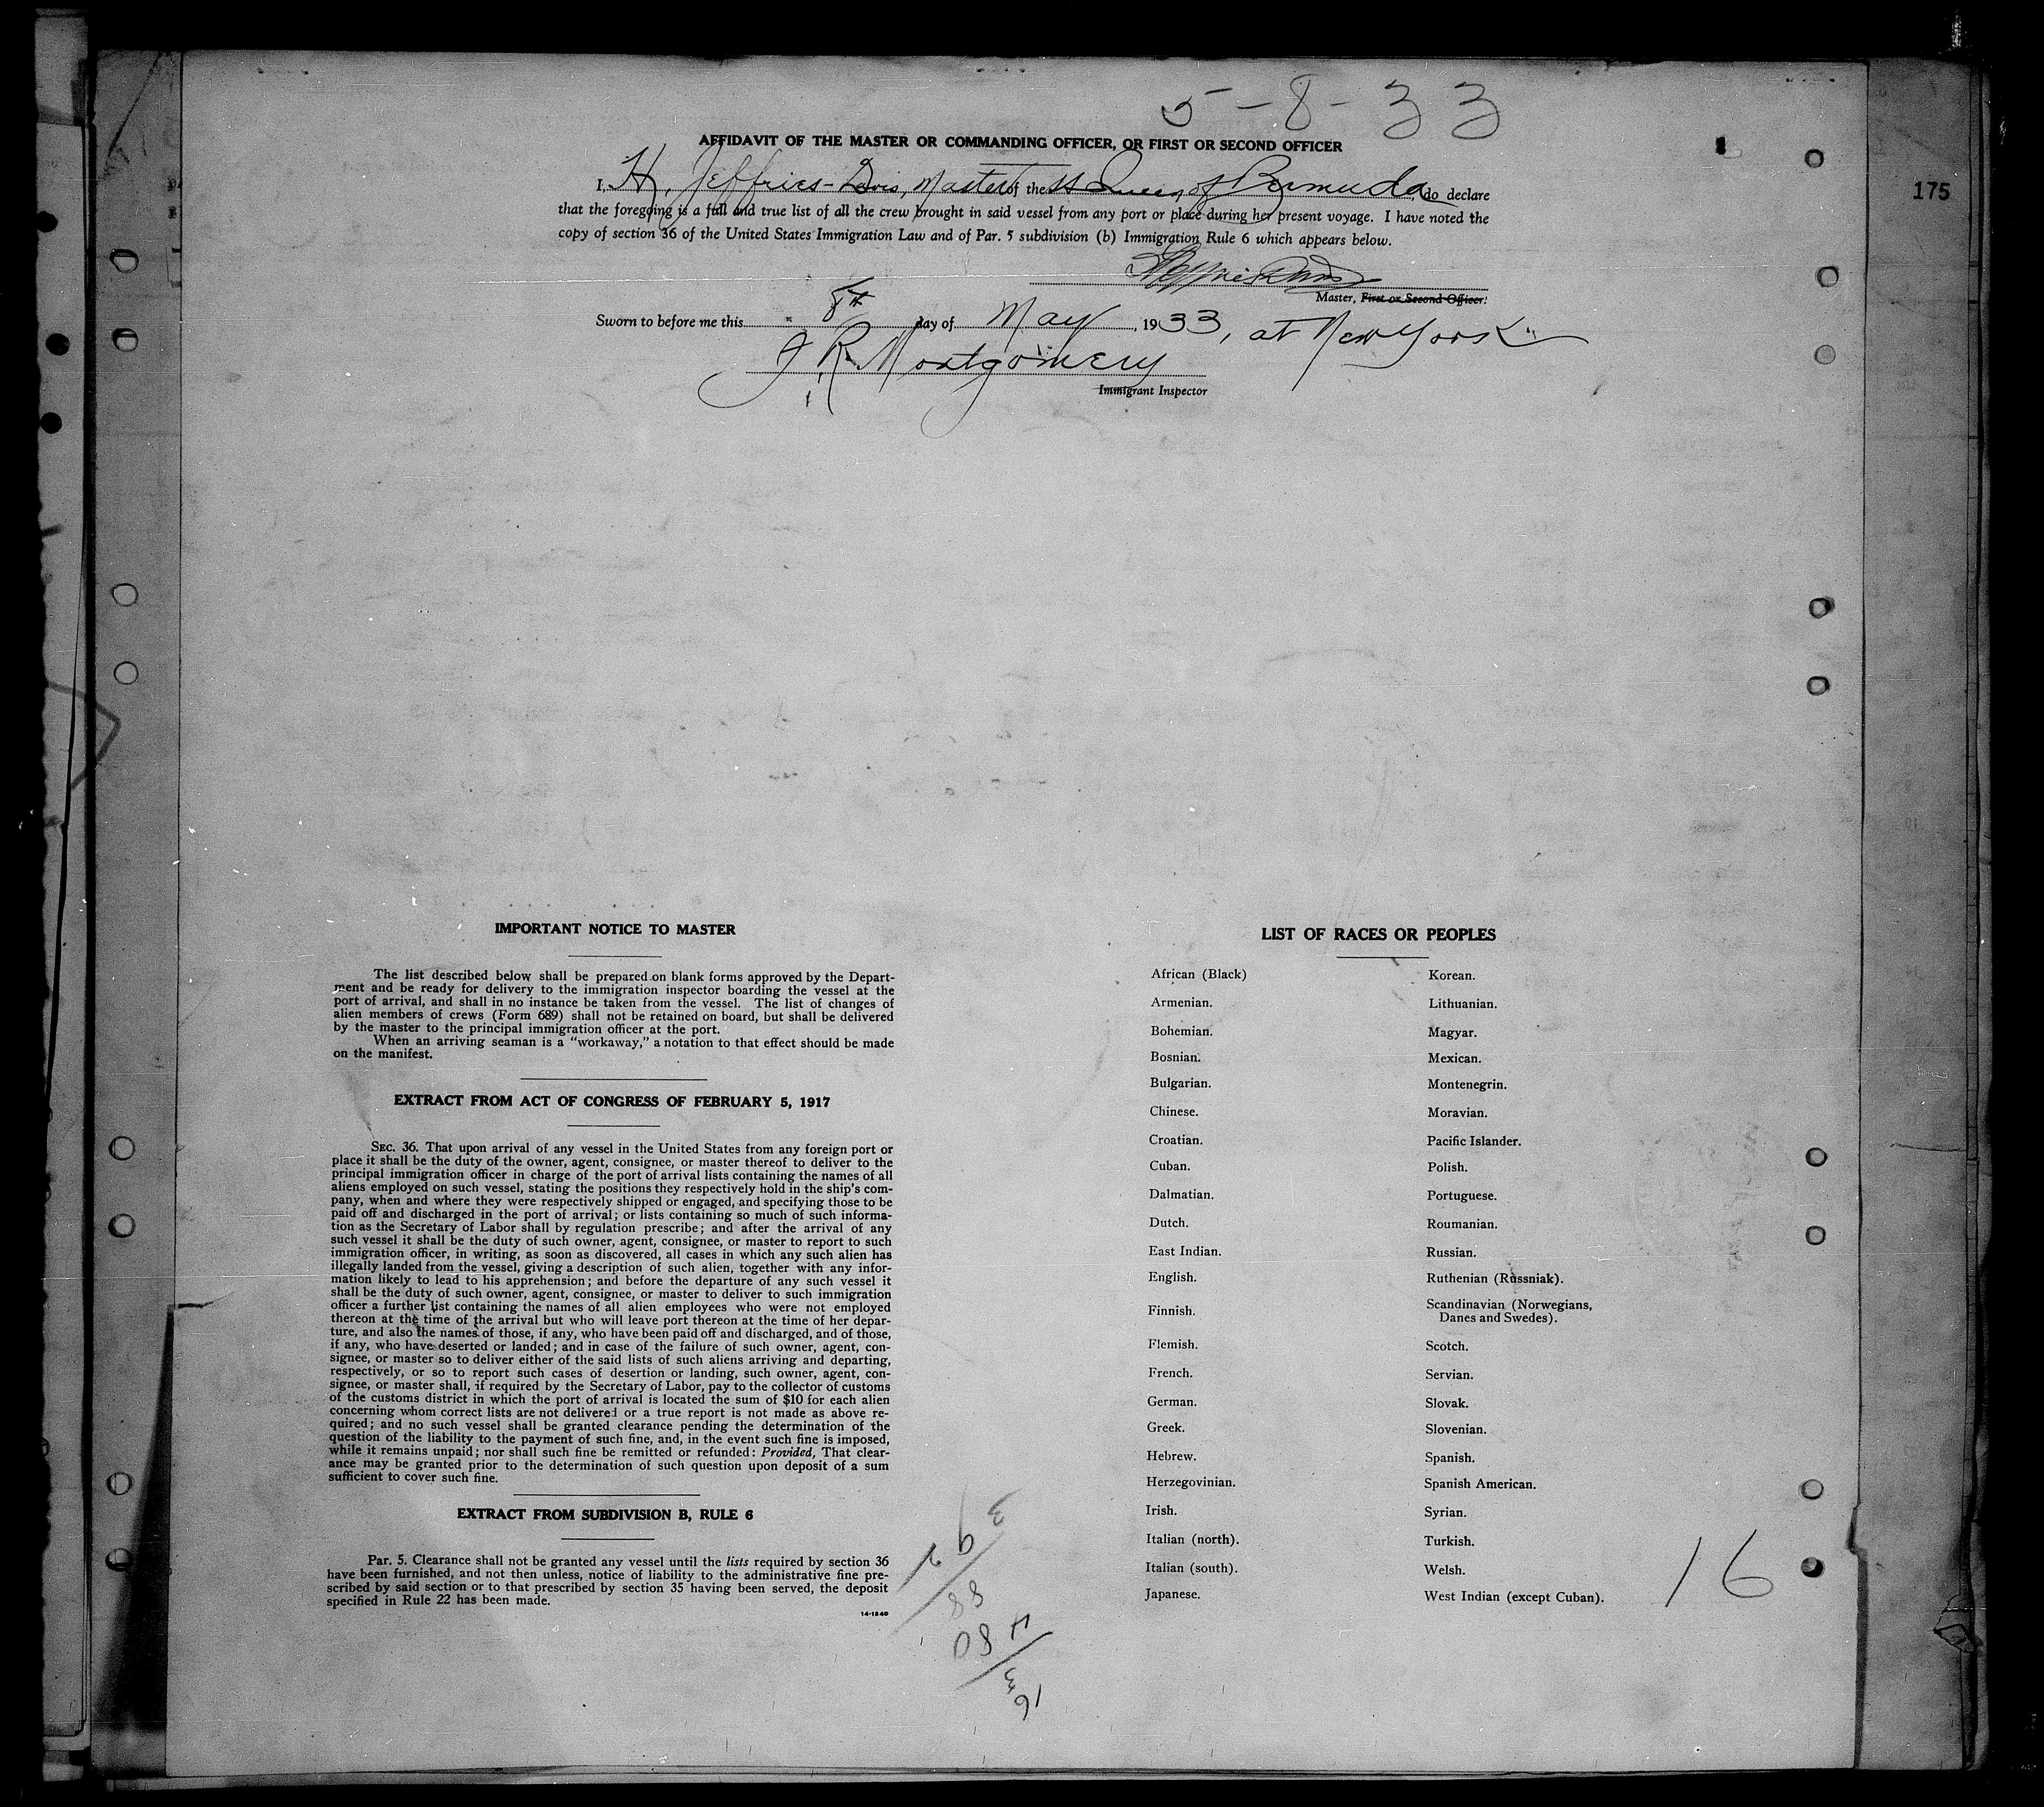 5-8-33
AFFIDAVIT OF THE MASTER OR COMMANDING OFFICER, OR FIRST OR SECOND OFFICER
175
I, H. Jeffries-Davis, Master of the SS Queen of Bermuda, do declare
that the foregoing is a full and true list of all the crew brought in said vessel from any port or place during her present voyage. I have noted the
copy of section 36 of the United States Immigration Law and of Par. 5 subdivision (b) Immigration Rule 6 which appears below.
Master, First or Second Officer.
Sworn to before me this 8th day of May, 1933, at New York
J. R. Montgomery
Immigrant Inspector
IMPORTANT NOTICE TO MASTER
The list described below shall be prepared on blank forms approved by the Depart-
ment and be ready for delivery to the immigration inspector boarding the vessel at the
port of arrival, and shall in no instance be taken from the vessel. The list of changes of
alien members of crews (Form 689) shall not be retained on board, but shall be delivered
by the master to the principal immigration officer at the port.
When an arriving seaman is a "workaway," a notation to that effect should be made
on the manifest.
EXTRACT FROM ACT OF CONGRESS OF FEBRUARY 5, 1917
SEC. 36. That upon arrival of any vessel in the United States from any foreign port or
place it shall be the duty of the owner, agent, consignee, or master thereof to deliver to the
principal immigration officer in charge of the port of arrival lists containing the names of all
aliens employed on such vessel, stating the positions they respectively hold in the ship's com-
pany, when and where they were respectively shipped or engaged, and specifying those to be
paid off and discharged in the port of arrival; or lists containing so much of such informa-
tion as the Secretary of Labor shall by regulation prescribe; and after the arrival of any
such vessel it shall be the duty of such owner, agent, consignee, or master to report to such
immigration officer, in writing, as soon as discovered, all cases in which any such alien has
illegally landed from the vessel, giving a description of such alien, together with any infor-
mation likely to lead to his apprehension; and before the departure of any such vessel it
shall be the duty of such owner, agent, consignee, or master to deliver to such immigration
officer a further list containing the names of all alien employees who were not employed
thereon at the time of the arrival but who will leave port thereon at the time of her depar-
ture, and also the names of those, if any, who have been paid off and discharged, and of those,
if any, who have deserted or landed; and in case of the failure of such owner, agent, con-
signee, or master so to deliver either of the said lists of such aliens arriving and departing,
respectively, or so to report such cases of desertion or landing, such owner, agent, con-
signee, or master shall, if required by the Secretary of Labor, pay to the collector of customs
of the customs district in which the port of arrival is located the sum of $10 for each alien
concerning whom correct lists are not delivered or a true report is not made as above re-
quired; and no such vessel shall be granted clearance pending the determination of the
question of the liability to the payment of such fine, and, in the event such fine is imposed,
while it remains unpaid; nor shall such fine be remitted or refunded: Provided, That clear-
ance may be granted prior to the determination of such question upon deposit of a sum
sufficient to cover such fine.
EXTRACT FROM SUBDIVISION B, RULE 6
Par. 5. Clearance shall not be granted any vessel until the lists required by section 36
have been furnished, and not then unless, notice of liability to the administrative fine pre-
scribed by said section or to that prescribed by section 35 having been served, the deposit
specified in Rule 22 has been made.
14-1240
LIST OF RACES OR PEOPLES
African (Black)
Armenian.
Bohemian.
Bosnian.
Bulgarian.
Chinese.
Croatian.
Cuban.
Dalmatian.
Dutch.
East Indian.
English.
Finnish.
Flemish.
French.
German.
Greek.
Hebrew.
Herzegovinian.
Irish.
Italian (north).
Italian (south).
Japanese.
Korean.
Lithuanian.
Magyar.
Mexican.
Montenegrin.
Moravian.
Pacific Islander.
Polish.
Portuguese.
Roumanian.
Russian.
Ruthenian (Russniak).
Scandinavian (Norwegians,
Danes and Swedes).
Scotch.
Servian.
Slovak.
Slovenian.
Spanish.
Spanish American.
Syrian.
Turkish.
Welsh.
West Indian (except Cuban).
16